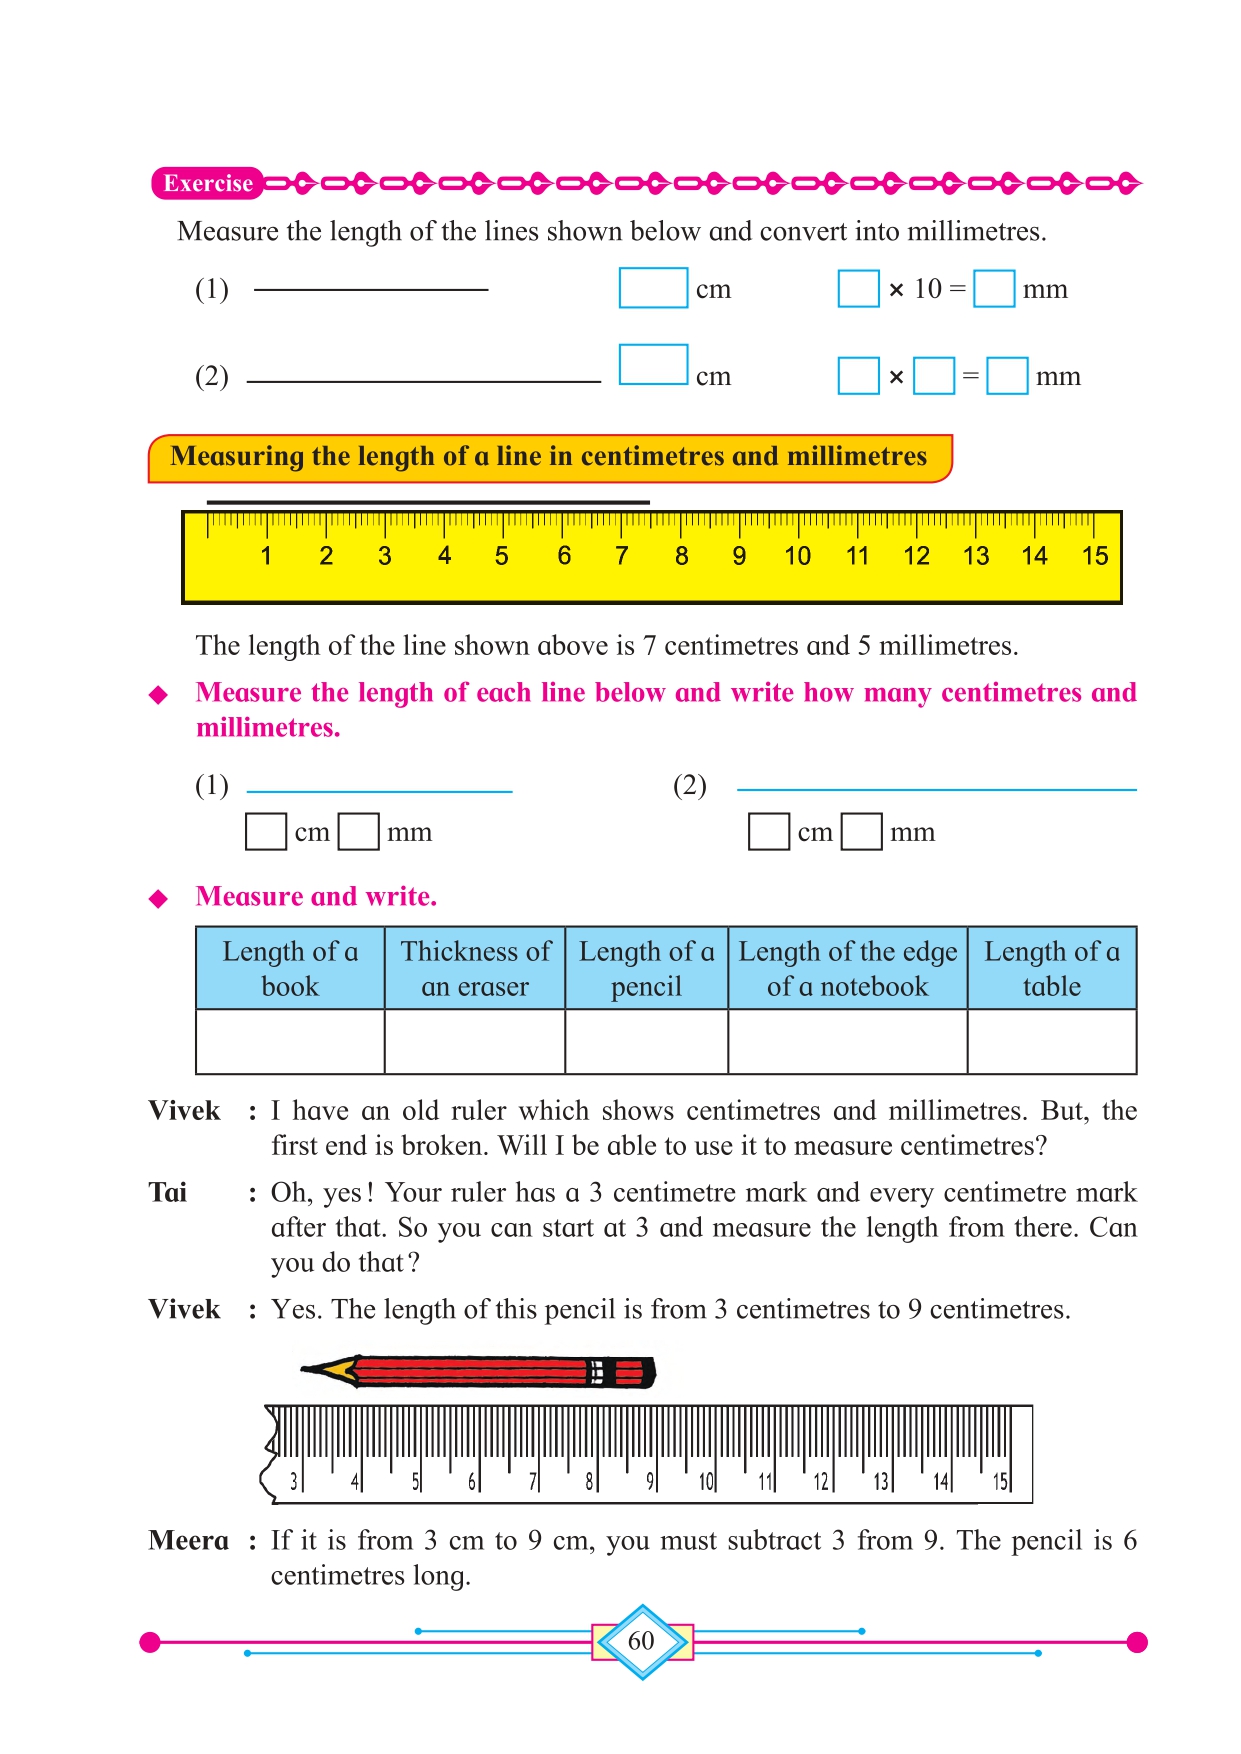 Exercise
Measure the length of the lines shown below and convert into millimetres.
(1) cm × 10 = mm
(2) cm × = mm
Measuring the length of a line in centimetres and millimetres
1 2 3 4 5 6 7 8 9 10 11 12 13 14 15
The length of the line shown above is 7 centimetres and 5 millimetres.
◆ Measure the length of each line below and write how many centimetres and
millimetres.
(1) (2)
cm mm cm mm
◆ Measure and write.
Length of a book
Thickness of an eraser
Length of a pencil
Length of the edge of a notebook
Length of a table
Vivek : I have an old ruler which shows centimetres and millimetres. But, the
first end is broken. Will I be able to use it to measure centimetres?
Tai : Oh, yes! Your ruler has a 3 centimetre mark and every centimetre mark
after that. So you can start at 3 and measure the length from there. Can
you do that?
Vivek : Yes. The length of this pencil is from 3 centimetres to 9 centimetres.
3 4 5 6 7 8 9 10 11 12 13 14 15
Meera : If it is from 3 cm to 9 cm, you must subtract 3 from 9. The pencil is 6
centimetres long.
60